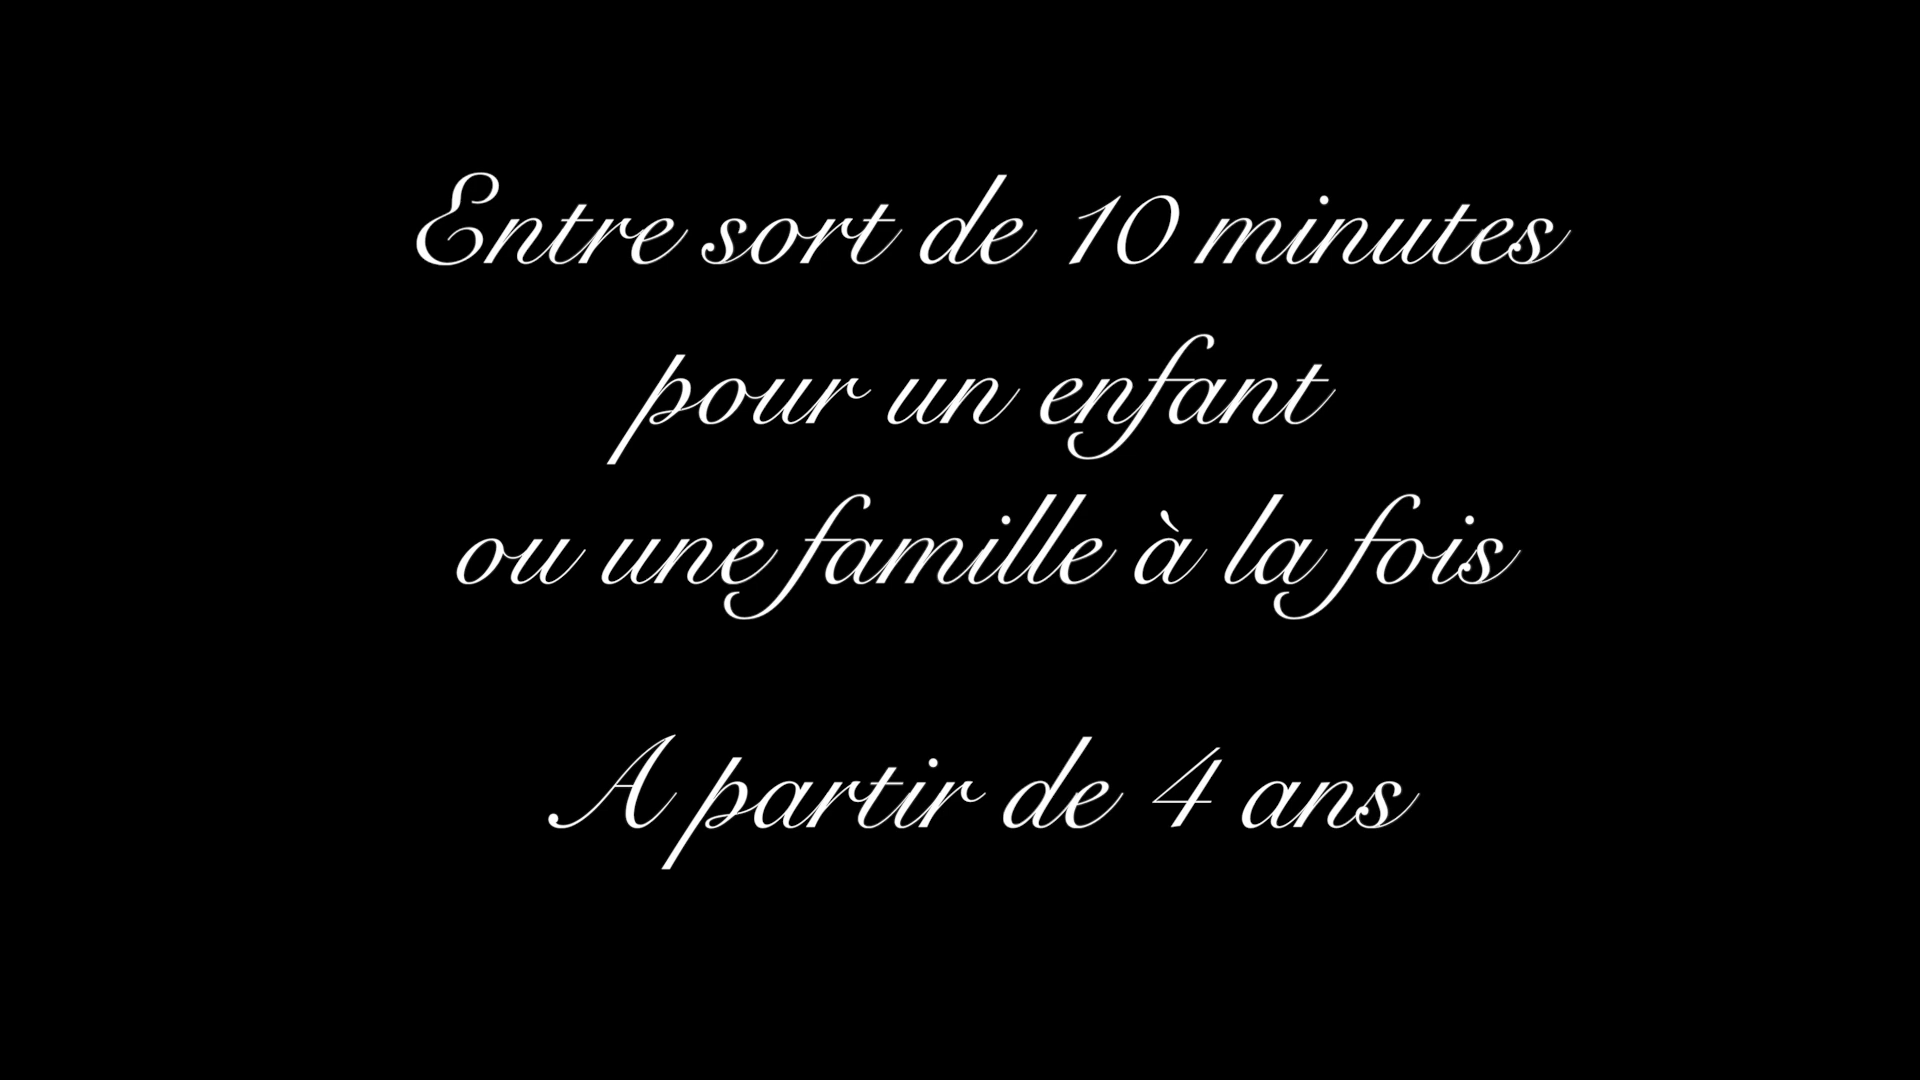 Entre sort de 10 minutes
pour un enfant
ou une famille à la fois
A partir de 4 ans